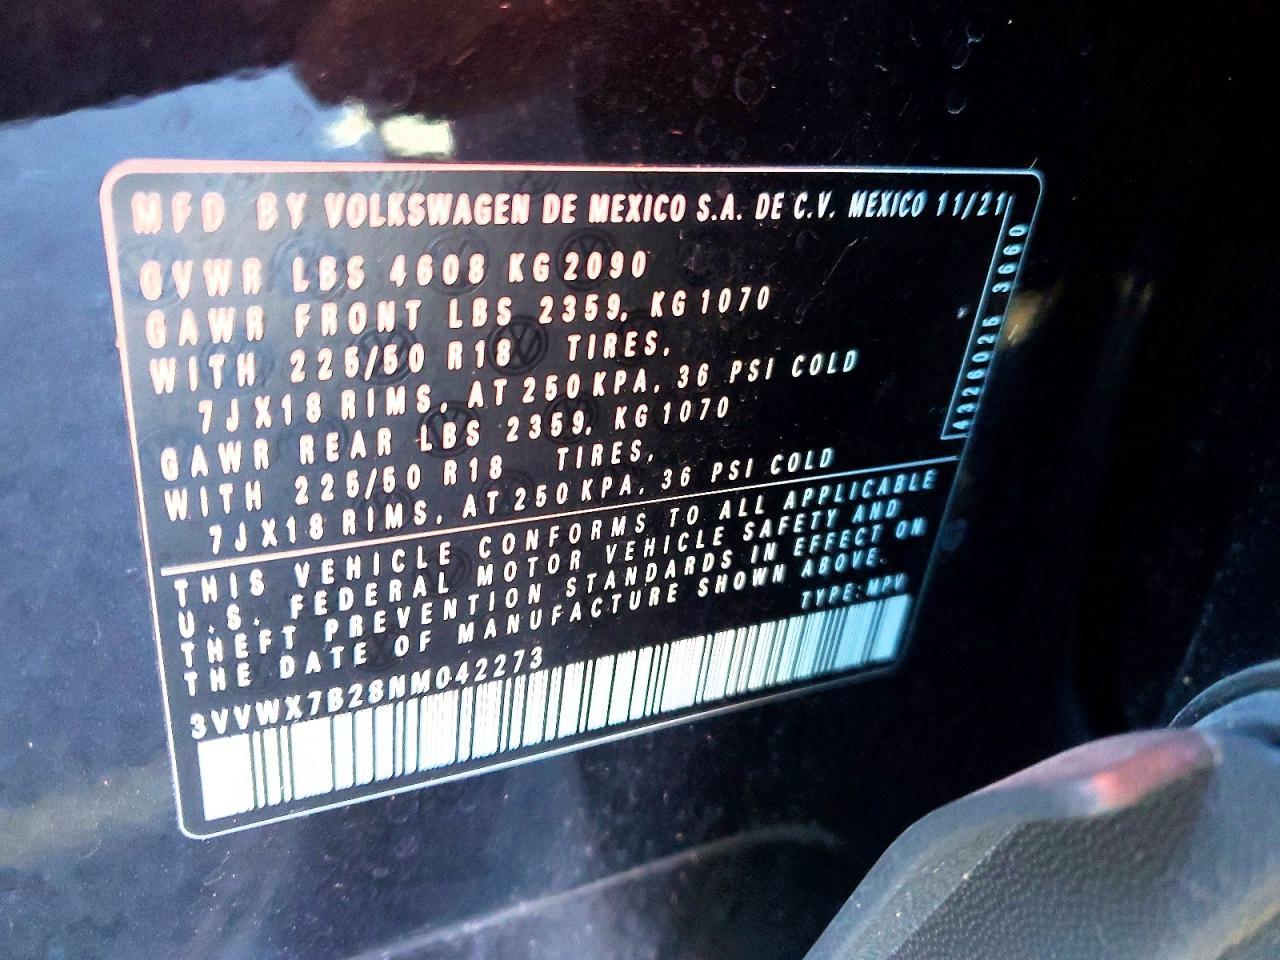 MFD BY VOLKSWAGEN DE MEXICO S.A. DE C.V. MEXICO 11/21
GVWR LBS 4608 KG 2090
GAWR FRONT LBS 2359, KG 1070
WITH 225/50 R18 TIRES,
7JX18 RIMS, AT 250 KPA, 36 PSI COLD
GAWR REAR LBS 2359, KG 1070
WITH 225/50 R18 TIRES,
7JX18 RIMS, AT 250 KPA, 36 PSI COLD
4326026 3660
THIS VEHICLE CONFORMS TO ALL APPLICABLE
U.S. FEDERAL MOTOR VEHICLE SAFETY AND
THEFT PREVENTION STANDARDS IN EFFECT ON
THE DATE OF MANUFACTURE SHOWN ABOVE.
TYPE: MPV
3VVWX7B28NM042273